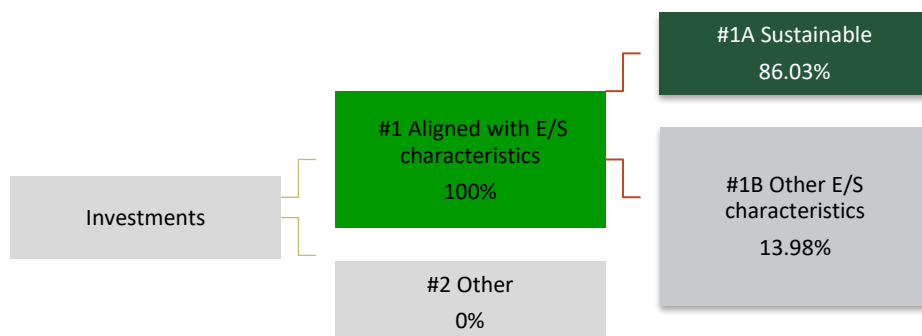 Investments
#1 Aligned with E/S
characteristics
100%
#2 Other
0%
#1A Sustainable
86.03%
#1B Other E/S
characteristics
13.98%